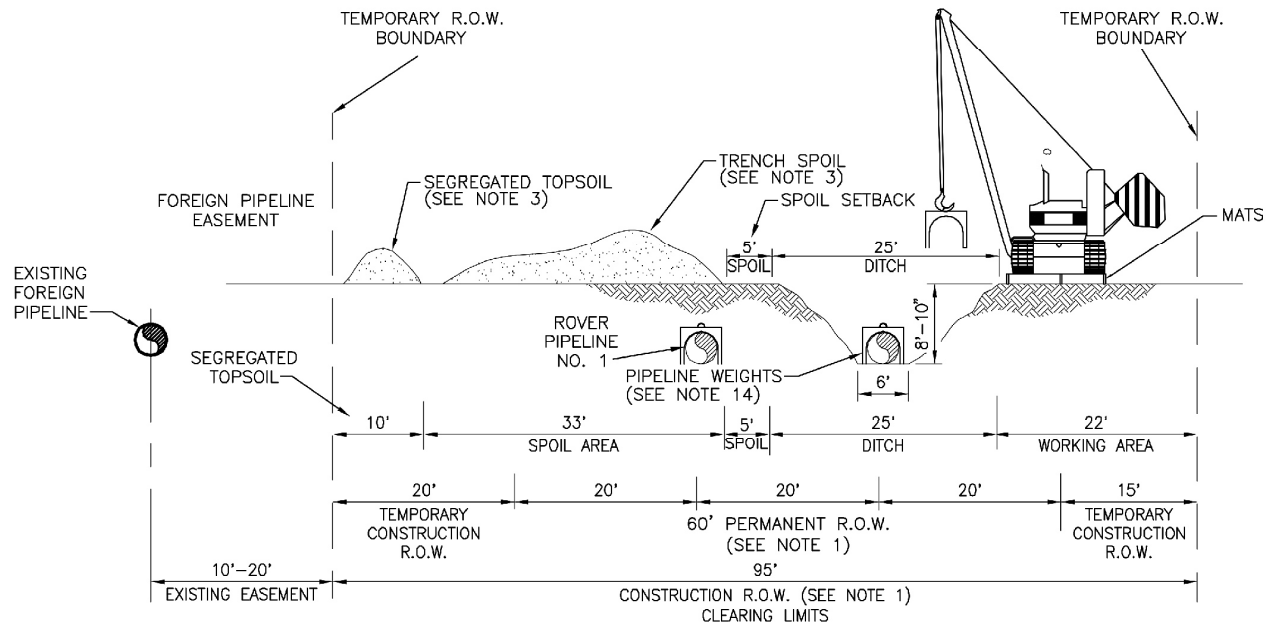 TEMPORARY R.O.W.
BOUNDARY
TEMPORARY R.O.W.
BOUNDARY
TRENCH SPOIL
(SEE NOTE 3)
SEGREGATED TOPSOIL
(SEE NOTE 3)
FOREIGN PIPELINE
EASEMENT
SPOIL SETBACK
MATS
5'
SPOIL
25'
DITCH
EXISTING
FOREIGN
PIPELINE
ROVER
PIPELINE
NO. 1
8'-10"
SEGREGATED
TOPSOIL
PIPELINE WEIGHTS
(SEE NOTE 14)
6'
10'
33'
SPOIL AREA
5'
SPOIL
25'
DITCH
22'
WORKING AREA
20'
TEMPORARY
CONSTRUCTION
R.O.W.
20'
20'
20'
15'
TEMPORARY
CONSTRUCTION
R.O.W.
60' PERMANENT R.O.W.
(SEE NOTE 1)
10'-20'
EXISTING EASEMENT
95'
CONSTRUCTION R.O.W. (SEE NOTE 1)
CLEARING LIMITS